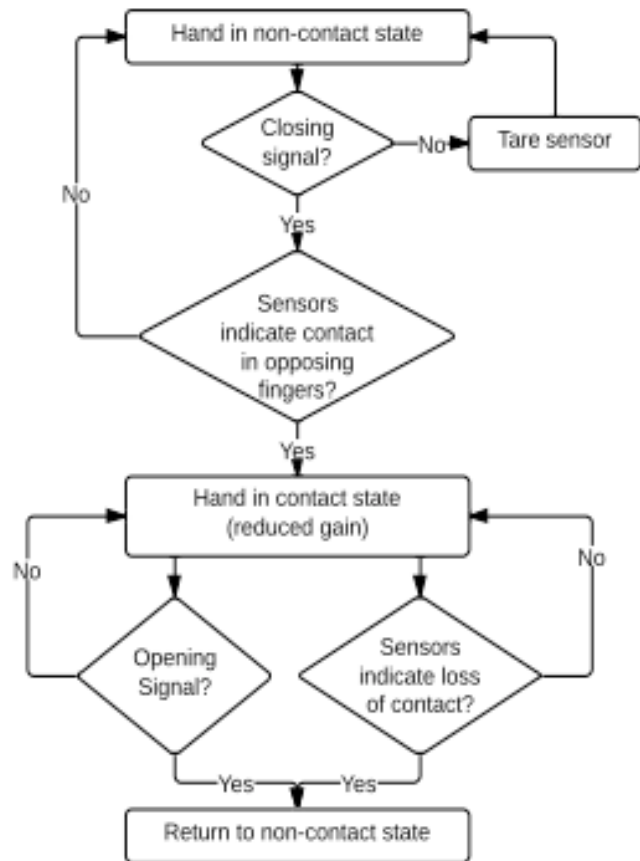 Hand in non-contact state
Closing
signal?
No
Tare sensor
No
Yes
Sensors
indicate contact
in opposing
fingers?
Yes
Hand in contact state
(reduced gain)
No
No
Opening
Signal?
Sensors
indicate loss
of contact?
Yes
Yes
Return to non-contact state